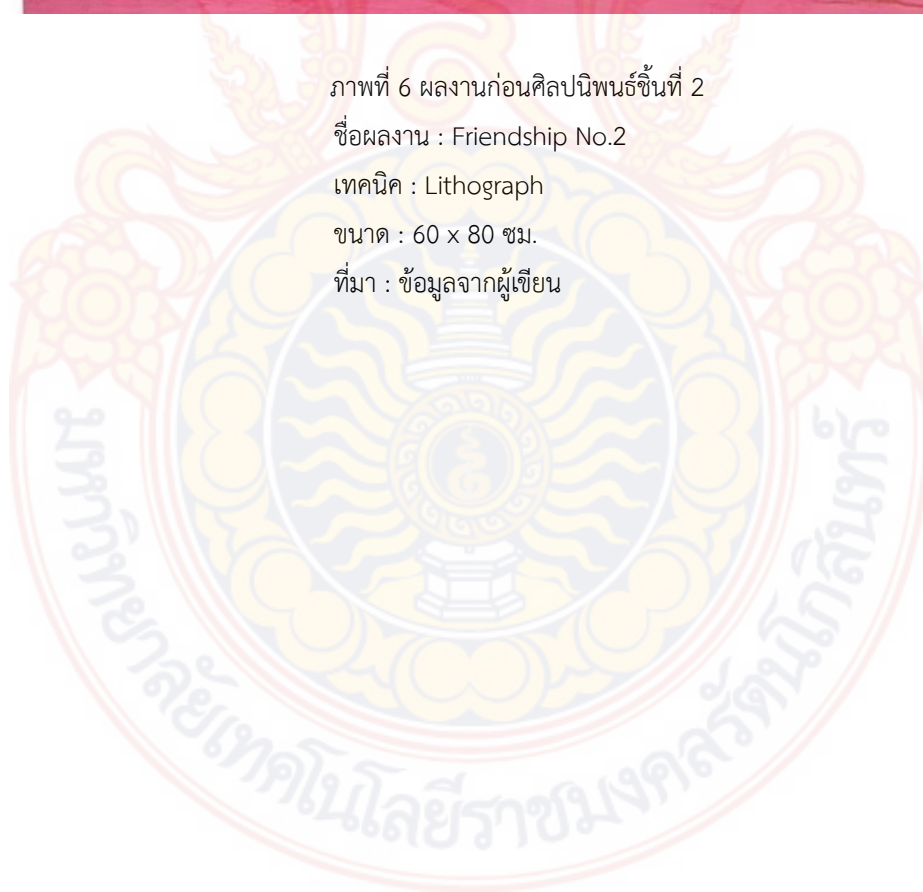 ภาพที่ 6 ผลงานก่อนศิลปนิพนธ์ชิ้นที่ 2
ชื่อผลงาน : Friendship No.2
เทคนิค : Lithograph
ขนาด : 60 x 80 ซม.
ที่มา : ข้อมูลจากผู้เขียน
มหาวิทยาลัยเทคโนโลยีราชมงคลรัตนโกสินทร์